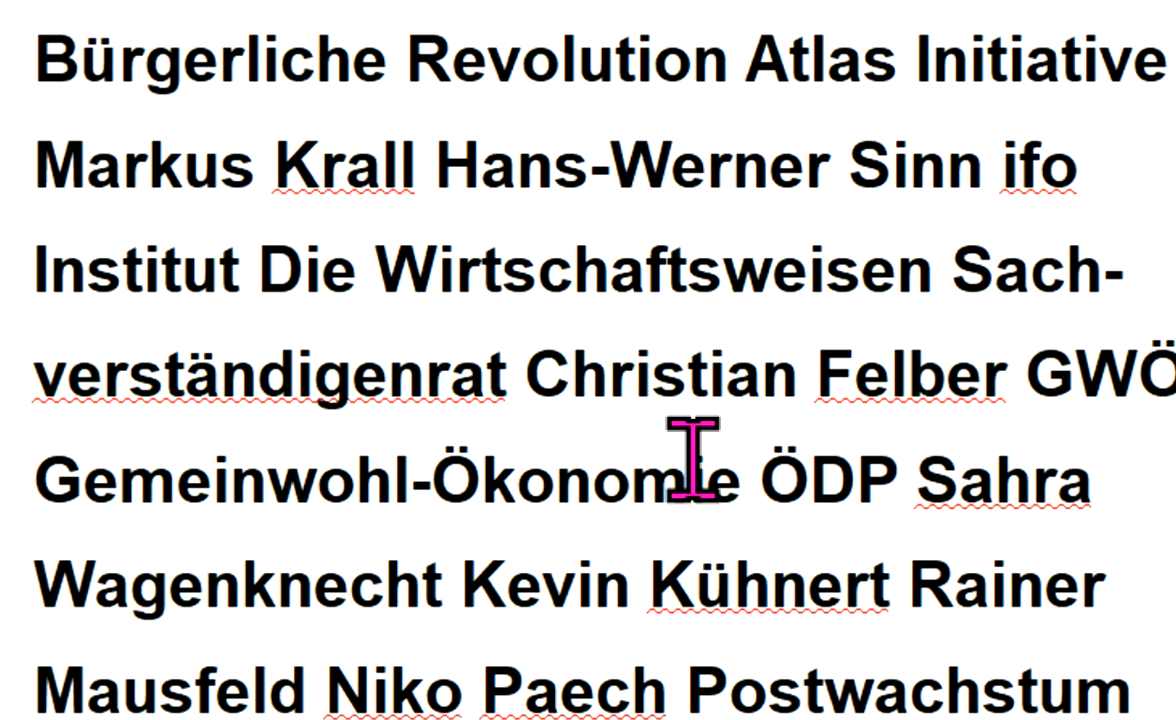 Bürgerliche Revolution Atlas Initiative
Markus Krall Hans-Werner Sinn ifo
Institut Die Wirtschaftsweisen Sach-
verständigenrat Christian Felber GWÖ
Gemeinwohl-Ökonomie ÖDP Sahra
Wagenknecht Kevin Kühnert Rainer
Mausfeld Niko Paech Postwachstum